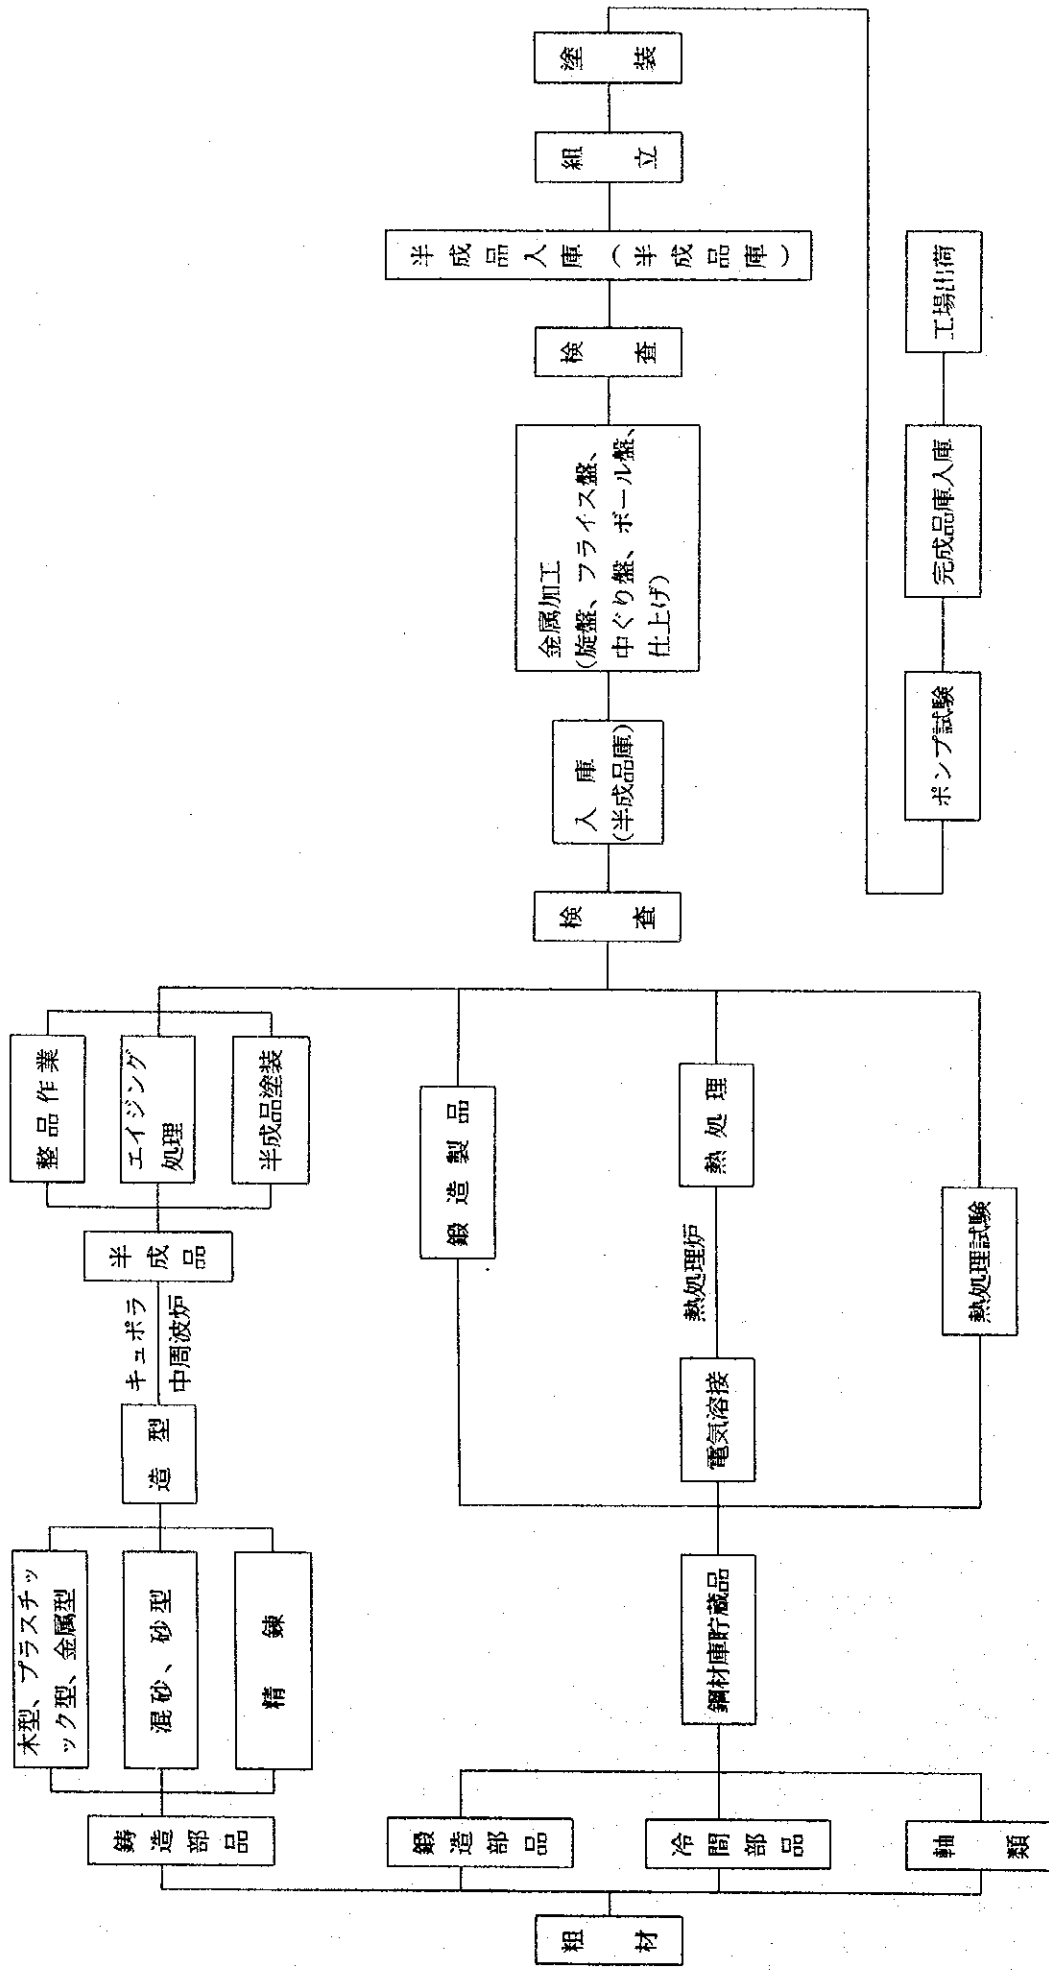 粗材
鋳造部品
鍛造部品
冷間部品
軸類
木型、プラスチッ
ック型、金属型
混砂、砂型
精錬
造型
キュポラ
中周波炉
半成品
整品作業
エイジング
処理
半成品塗装
鋼材庫貯蔵品
鍛造製品
電気溶接
熱処理炉
熱処理
熱処理試験
検査
入庫
(半成品庫)
金属加工
(旋盤、フライス盤、
中ぐり盤、ボール盤、
仕上げ)
検査
半成品入庫(半成品庫)
組立
塗装
ポンプ試験
完成品庫入庫
工場出荷